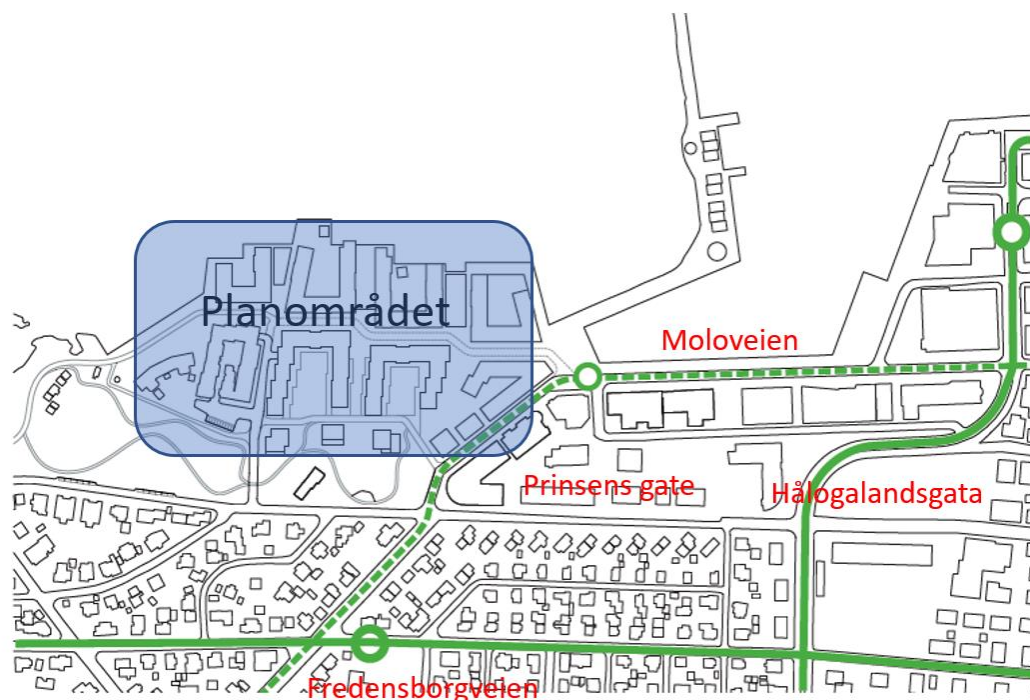 Planområdet
Moloveien
Prinsens gate
Hålogalandsgata
Fredensborgveien